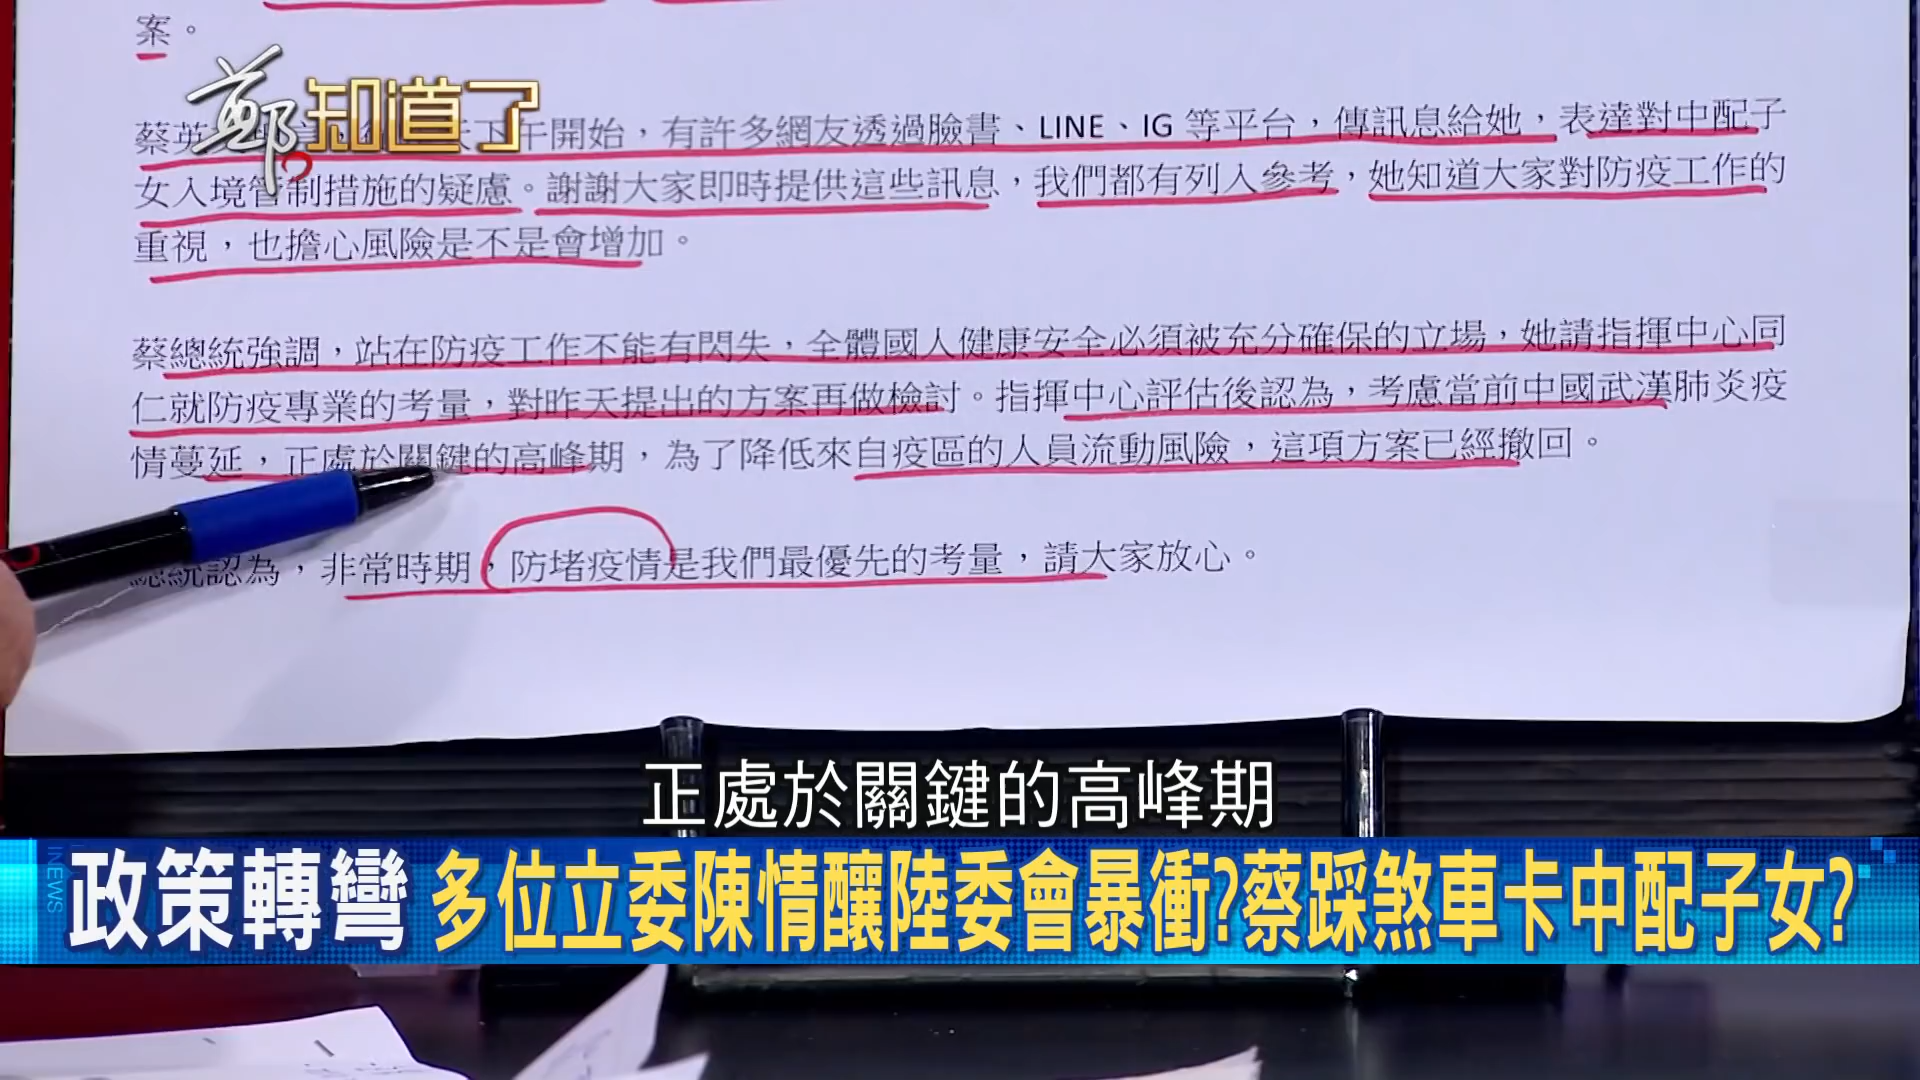 案。
鄭知道了
蔡英 天下午開始，有許多網友透過臉書、LINE、IG 等平台，傳訊息給她，表達對中配子
女入境管制措施的疑慮。謝謝大家即時提供這些訊息，我們都有列入參考，她知道大家對防疫工作的
重視，也擔心風險是不是會增加。
蔡總統強調，站在防疫工作不能有閃失，全體國人健康安全必須被充分確保的立場，她請指揮中心同
仁就防疫專業的考量，對昨天提出的方案再做檢討。指揮中心評估後認為，考慮當前中國武漢肺炎疫
情蔓延，正處於關鍵的高峰期，為了降低來自疫區的人員流動風險，這項方案已經撤回。
總統認為，非常時期，防堵疫情是我們最優先的考量，請大家放心。
正處於關鍵的高峰期
NEWS
政策轉彎 多位立委陳情釀陸委會暴衝?蔡踩煞車卡中配子女?